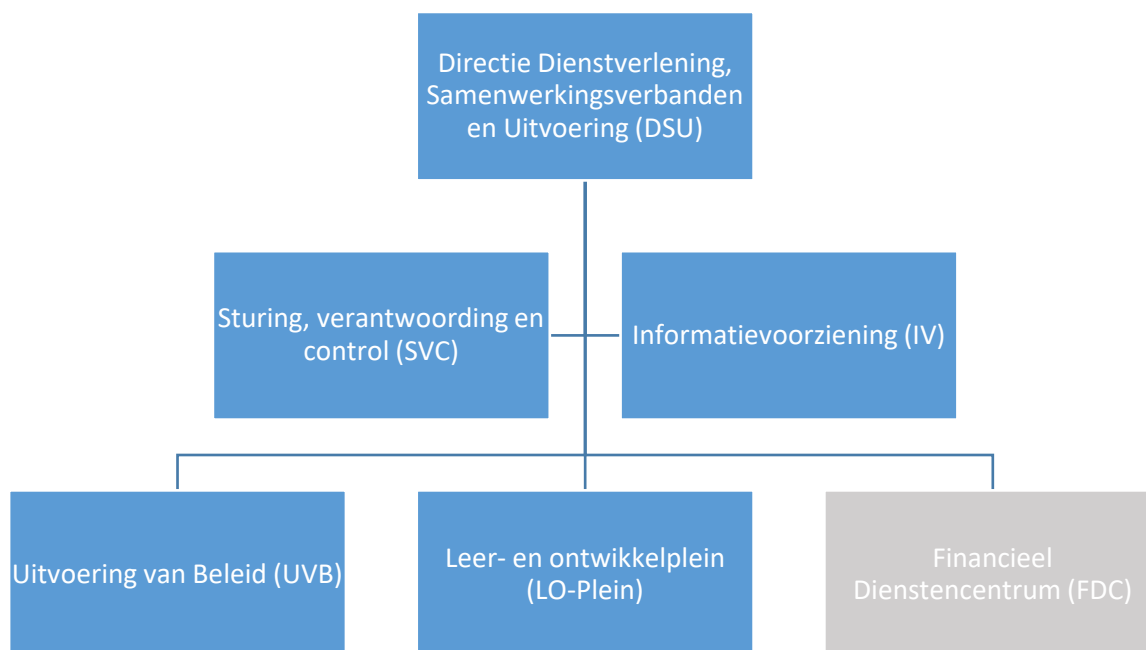 Directie Dienstverlening,
Samenwerkingsverbanden
en Uitvoering (DSU)
Sturing, verantwoording en
control (SVC)
Informatievoorziening (IV)
Uitvoering van Beleid (UVB)
Leer- en ontwikkelplein
(LO-Plein)
Financieel
Dienstencentrum (FDC)